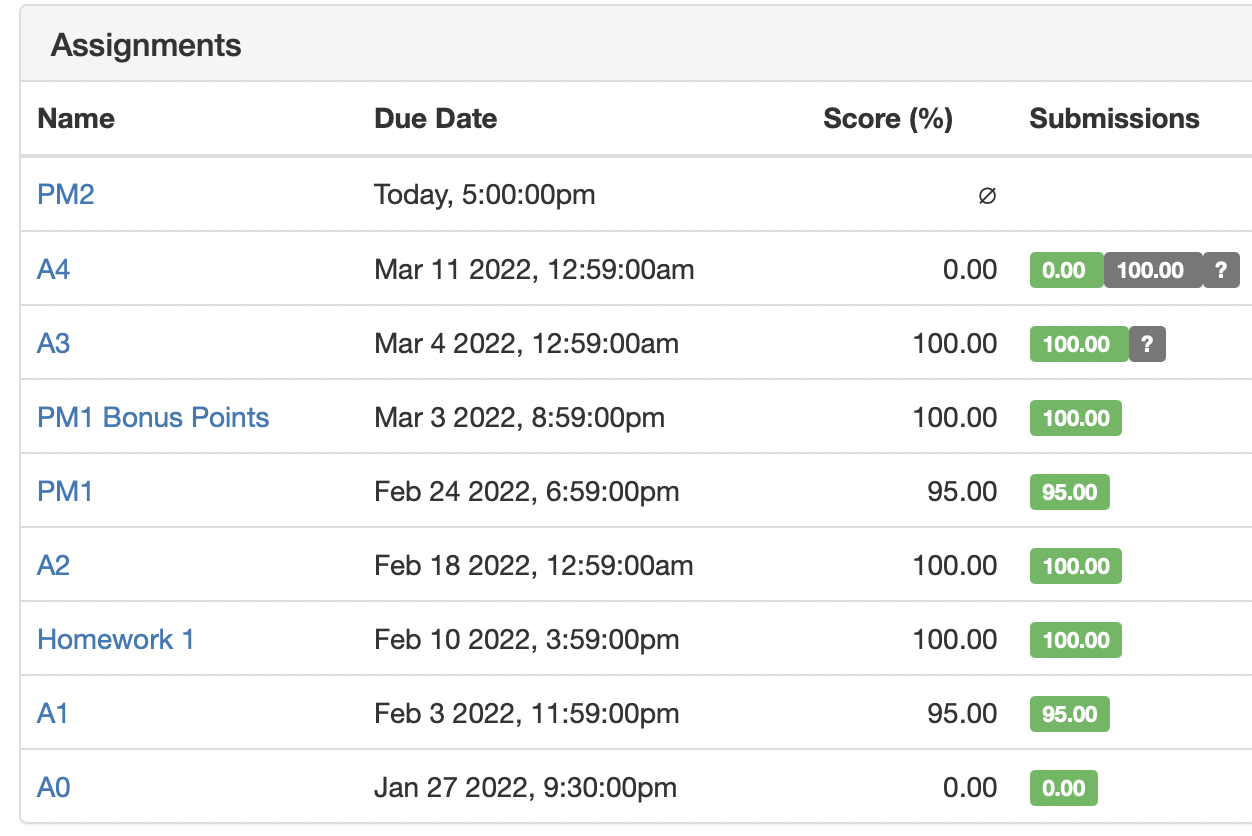 Assignments
Name Due Date Score (%) Submissions
PM2 Today, 5:00:00pm ∅
A4 Mar 11 2022, 12:59:00am 0.00 0.00 100.00 ?
A3 Mar 4 2022, 12:59:00am 100.00 100.00 ?
PM1 Bonus Points Mar 3 2022, 8:59:00pm 100.00 100.00
PM1 Feb 24 2022, 6:59:00pm 95.00 95.00
A2 Feb 18 2022, 12:59:00am 100.00 100.00
Homework 1 Feb 10 2022, 3:59:00pm 100.00 100.00
A1 Feb 3 2022, 11:59:00pm 95.00 95.00
A0 Jan 27 2022, 9:30:00pm 0.00 0.00